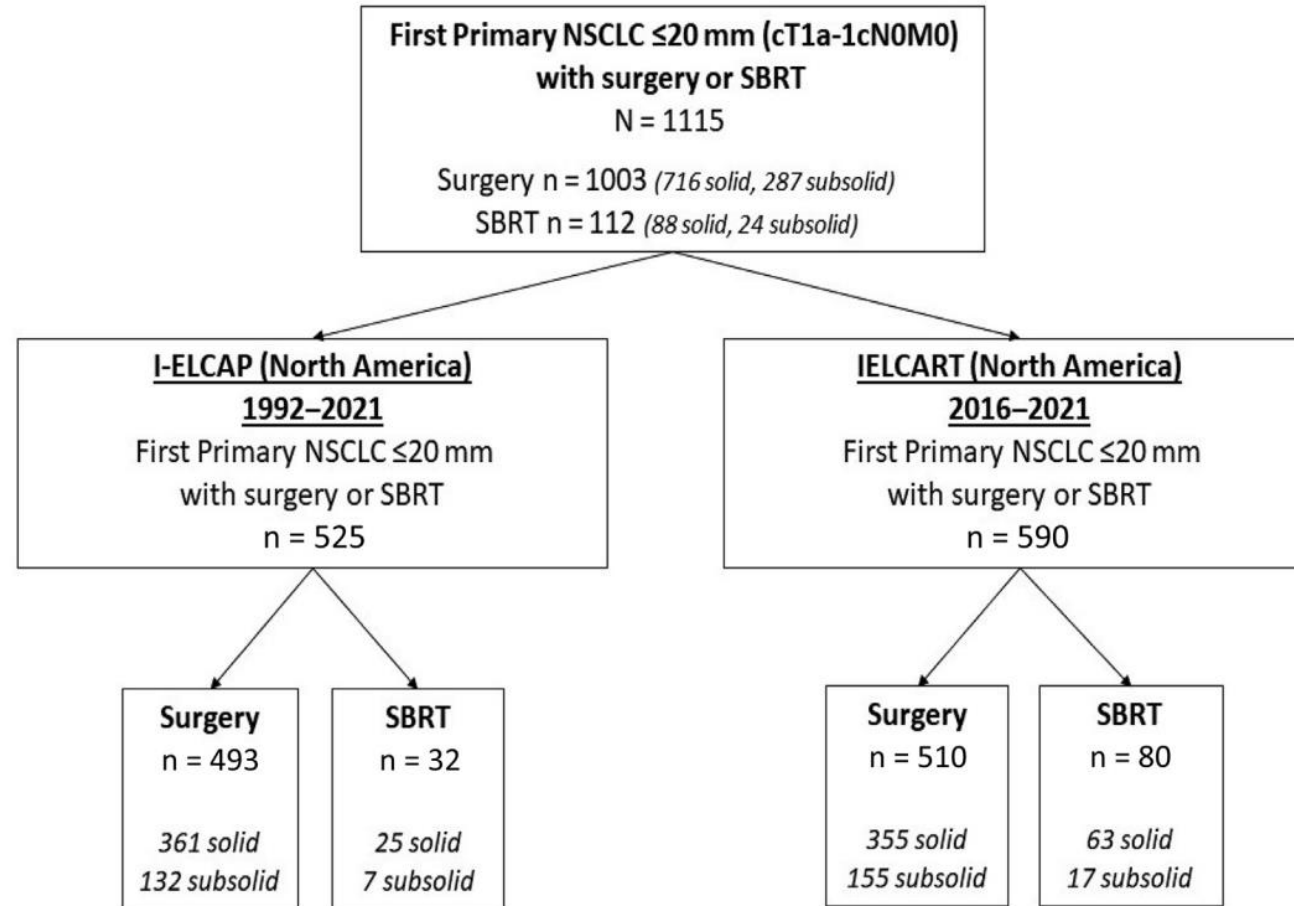 First Primary NSCLC ≤20 mm (cT1a-1cN0M0)
with surgery or SBRT
N = 1115
Surgery n = 1003 (716 solid, 287 subsolid)
SBRT n = 112 (88 solid, 24 subsolid)
I-ELCAP (North America)
1992–2021
First Primary NSCLC ≤20 mm
with surgery or SBRT
n = 525
IELCART (North America)
2016–2021
First Primary NSCLC ≤20 mm
with surgery or SBRT
n = 590
Surgery
n = 493
361 solid
132 subsolid
SBRT
n = 32
25 solid
7 subsolid
Surgery
n = 510
355 solid
155 subsolid
SBRT
n = 80
63 solid
17 subsolid